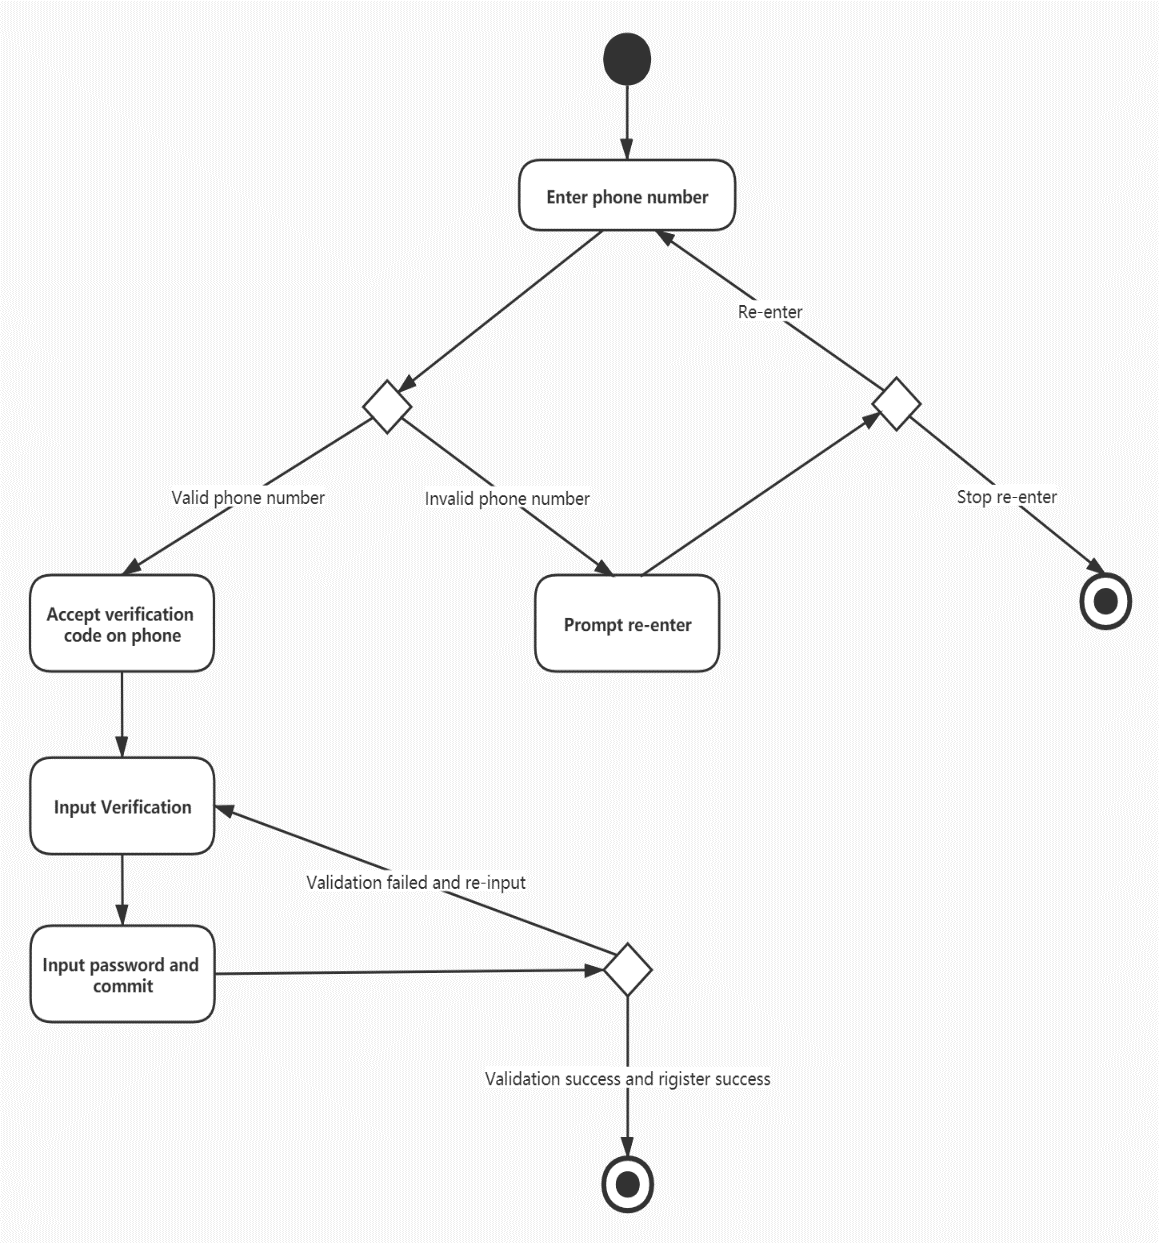 Enter phone number
Re-enter
Valid phone number
Invalid phone number
Stop re-enter
Accept verification
code on phone
Prompt re-enter
Input Verification
Validation failed and re-input
Input password and
commit
Validation success and rigister success